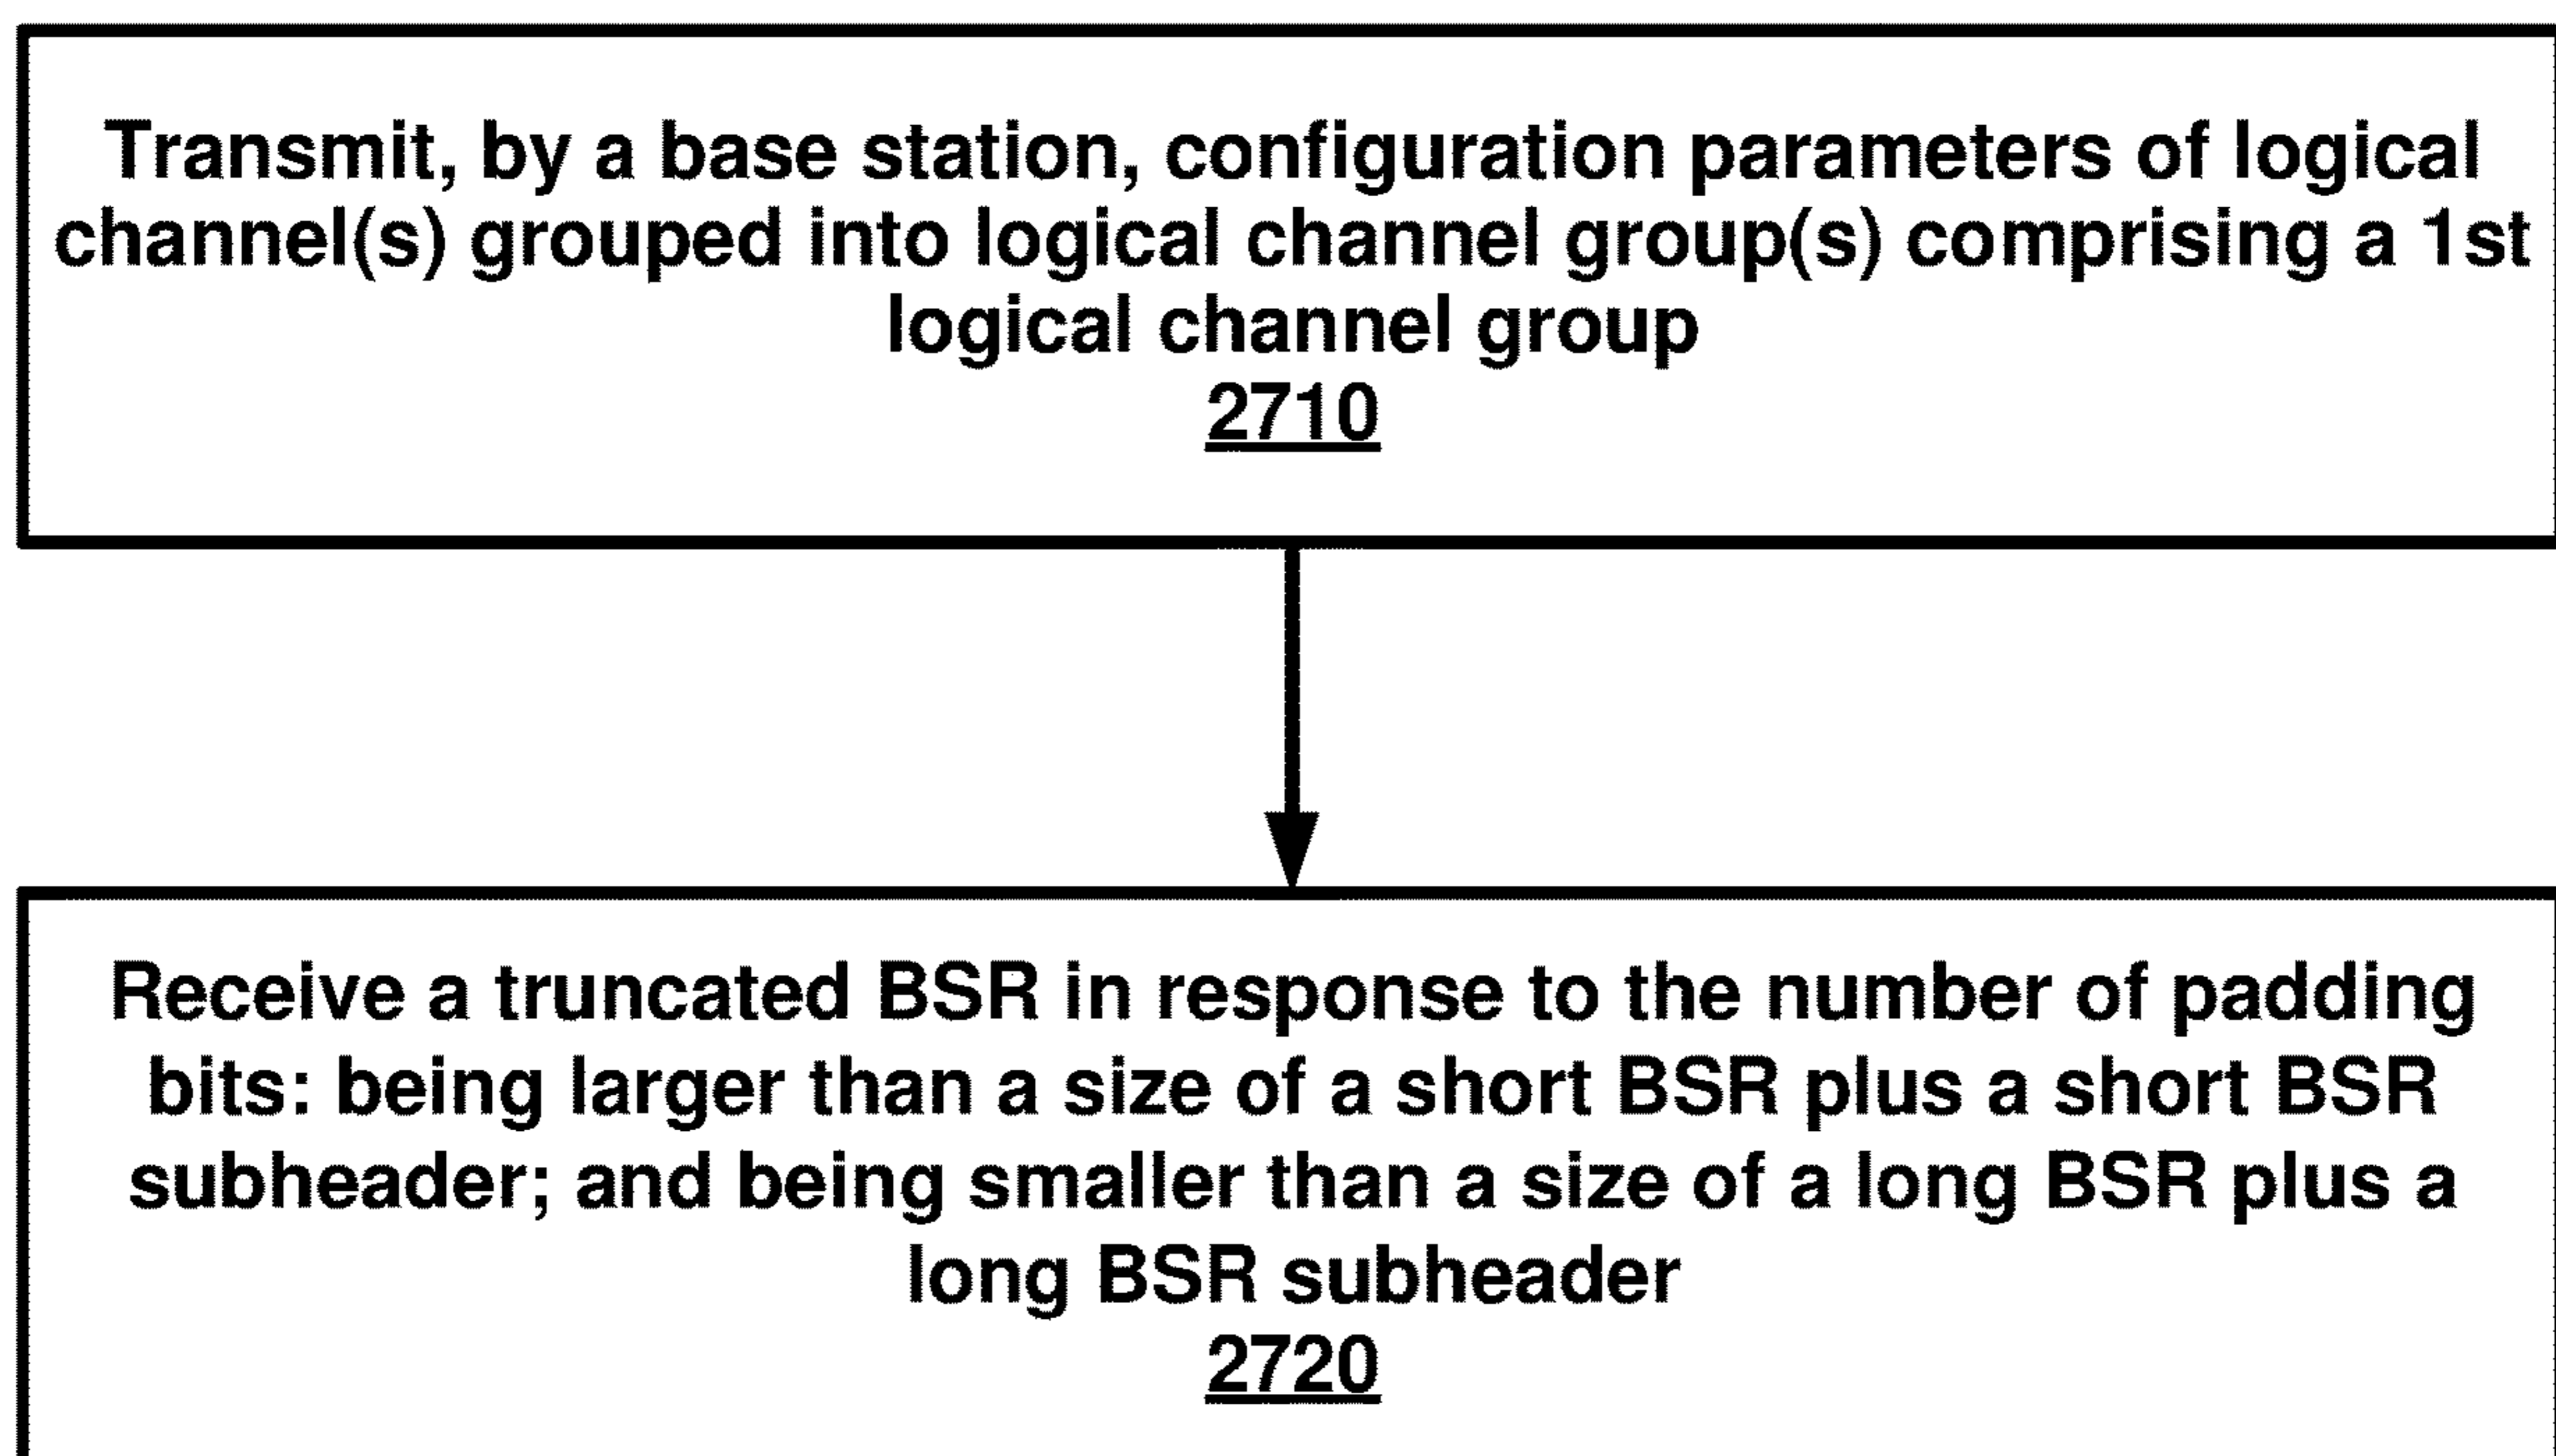 Transmit, by a base station, configuration parameters of logical
channel(s) grouped into logical channel group(s) comprising a 1st
logical channel group
2710
Receive a truncated BSR in response to the number of padding
bits: being larger than a size of a short BSR plus a short BSR
subheader; and being smaller than a size of a long BSR plus a
long BSR subheader
2720